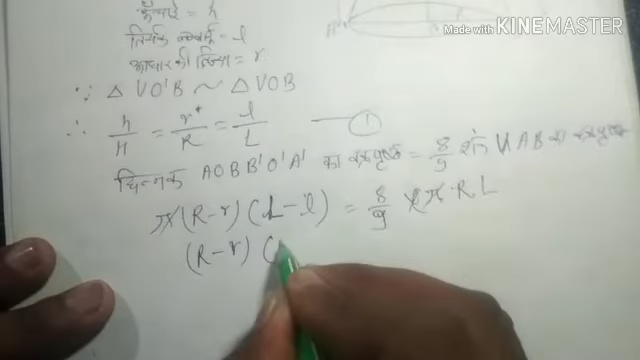 Made with KINEMASTER
ऊँचाई = h
तिर्यक ऊँचाई = l
आधार की त्रिज्या = r
∵ △ VO'B ~ △ VOB
∴ h/H = r/R = l/L —— ①
छिन्नक AOBB'O'A' का वक्रपृष्ठ = 8/9 शंकु VAB का वक्रपृष्ठ
π(R-r)(L-l) = 8/9 π·RL
(R-r)(